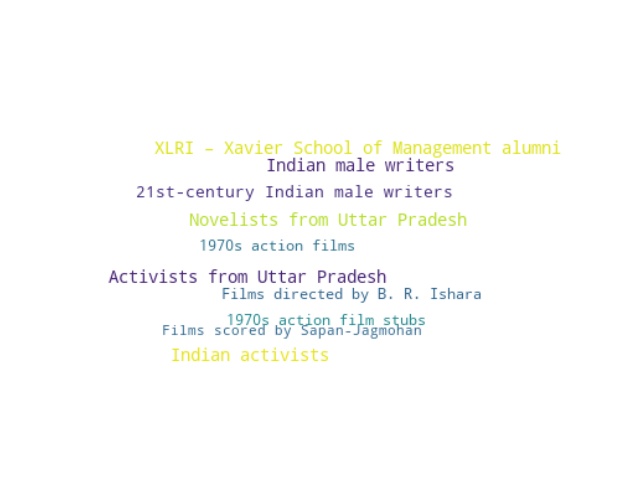 XLRI – Xavier School of Management alumni
Indian male writers
21st-century Indian male writers
Novelists from Uttar Pradesh
1970s action films
Activists from Uttar Pradesh
Films directed by B. R. Ishara
1970s action film stubs
Films scored by Sapan-Jagmohan
Indian activists